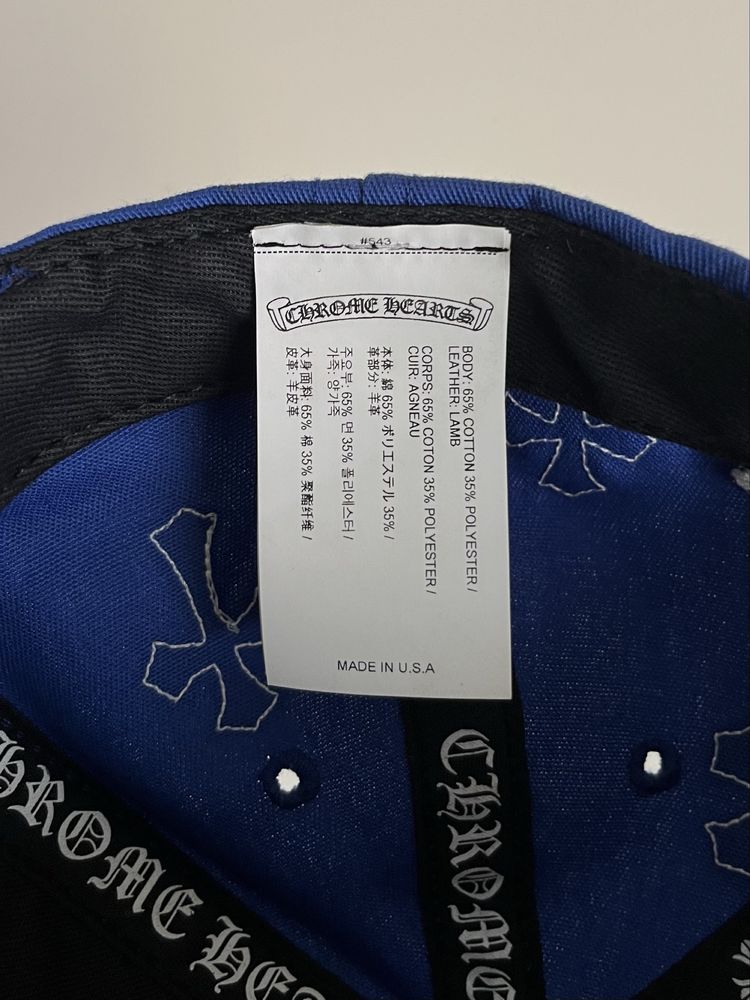 #543
CHROME HEARTS
BODY: 65% COTTON 35% POLYESTER /
LEATHER: LAMB
CORPS: 65% COTON 35% POLYESTER /
CUIR: AGNEAU
本体: 綿 65% ポリエステル 35% /
革部分: 羊革
주요부: 65% 면 35% 폴리에스터 /
가죽: 양가죽
大身面料: 65% 棉 35% 聚酯纤维 /
皮革: 羊皮革
MADE IN U.S.A
CHROME HEA
CHROME